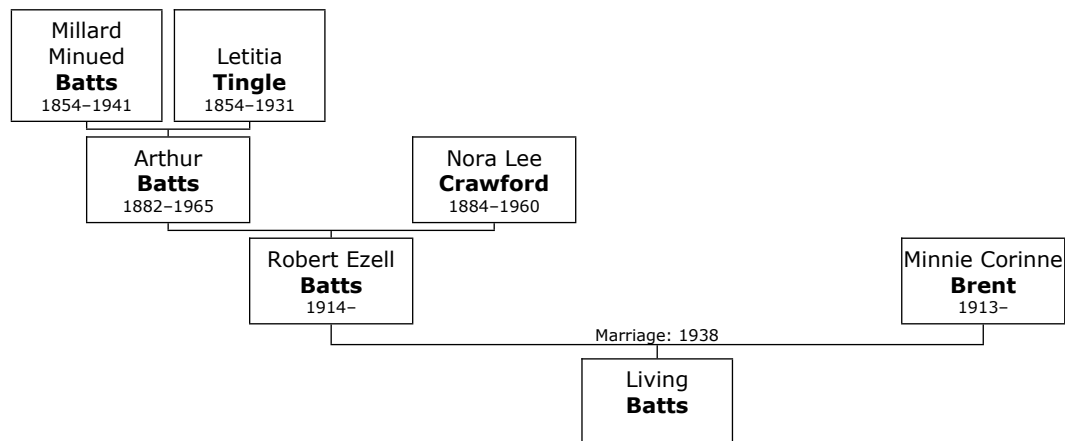 Millard
Minued
Batts
1854–1941
Letitia
Tingle
1854–1931
Arthur
Batts
1882–1965
Nora Lee
Crawford
1884–1960
Robert Ezell
Batts
1914–
Minnie Corinne
Brent
1913–
Marriage: 1938
Living
Batts